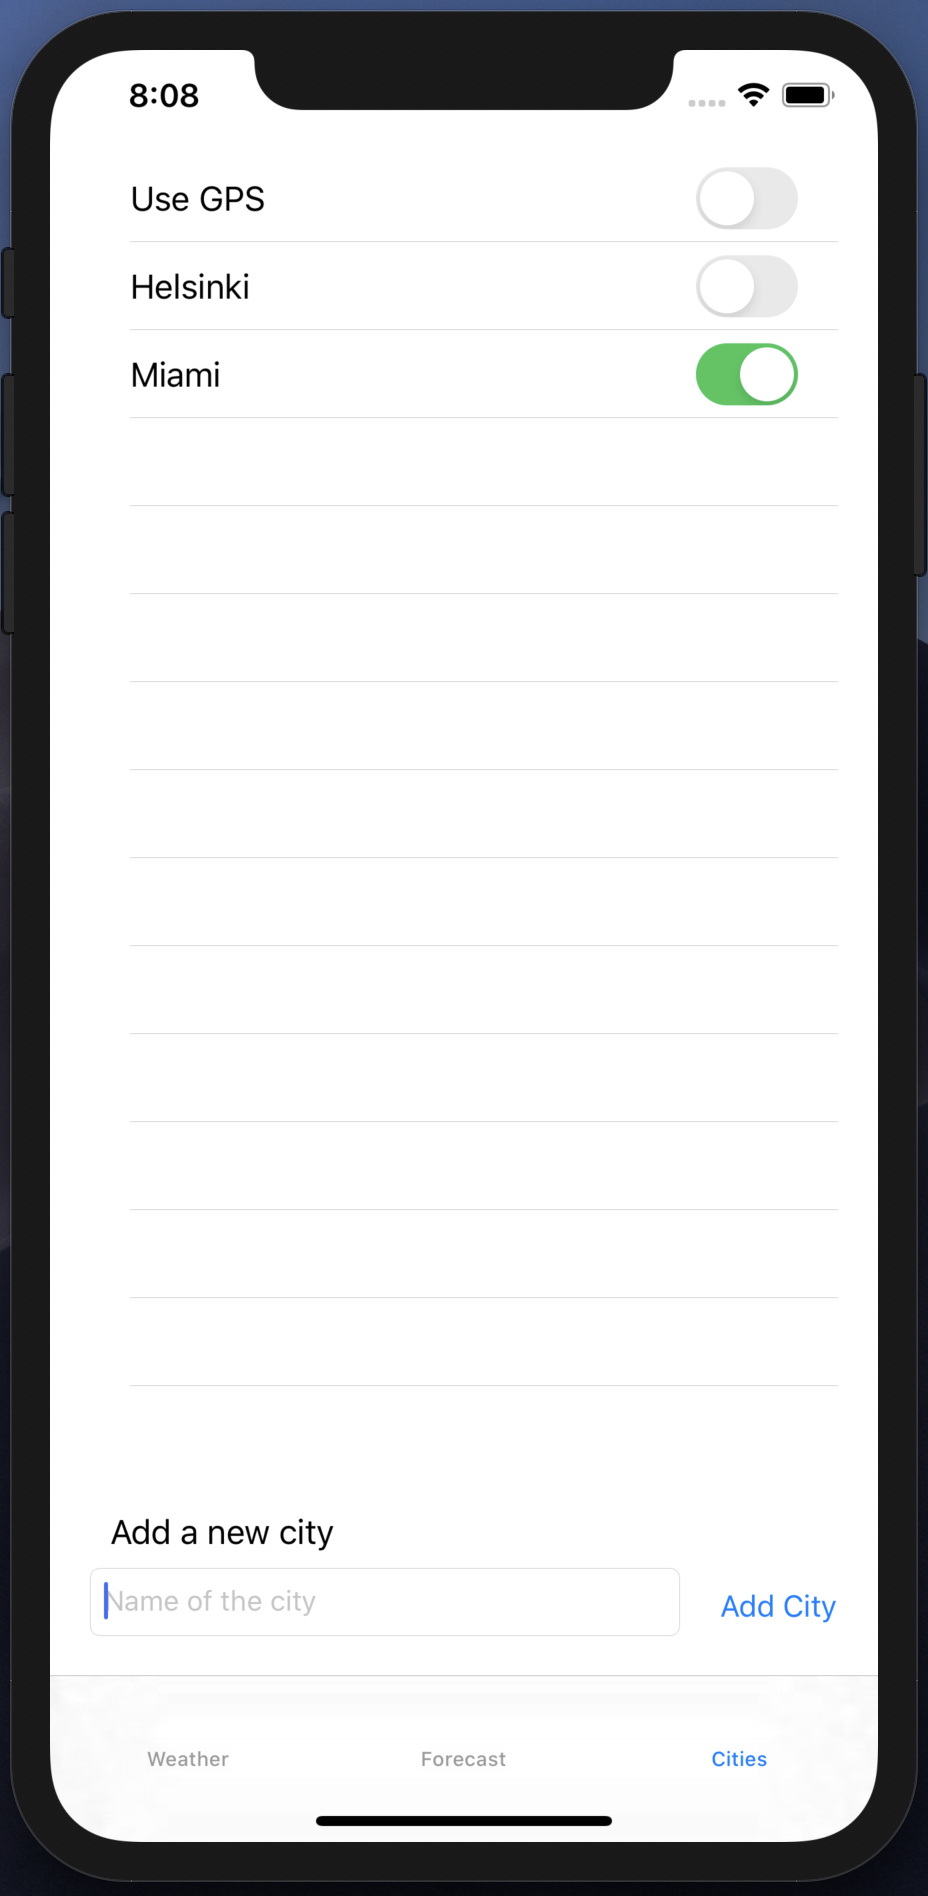 8:08
Use GPS
Helsinki
Miami
Add a new city
Name of the city
Add City
Weather Forecast Cities